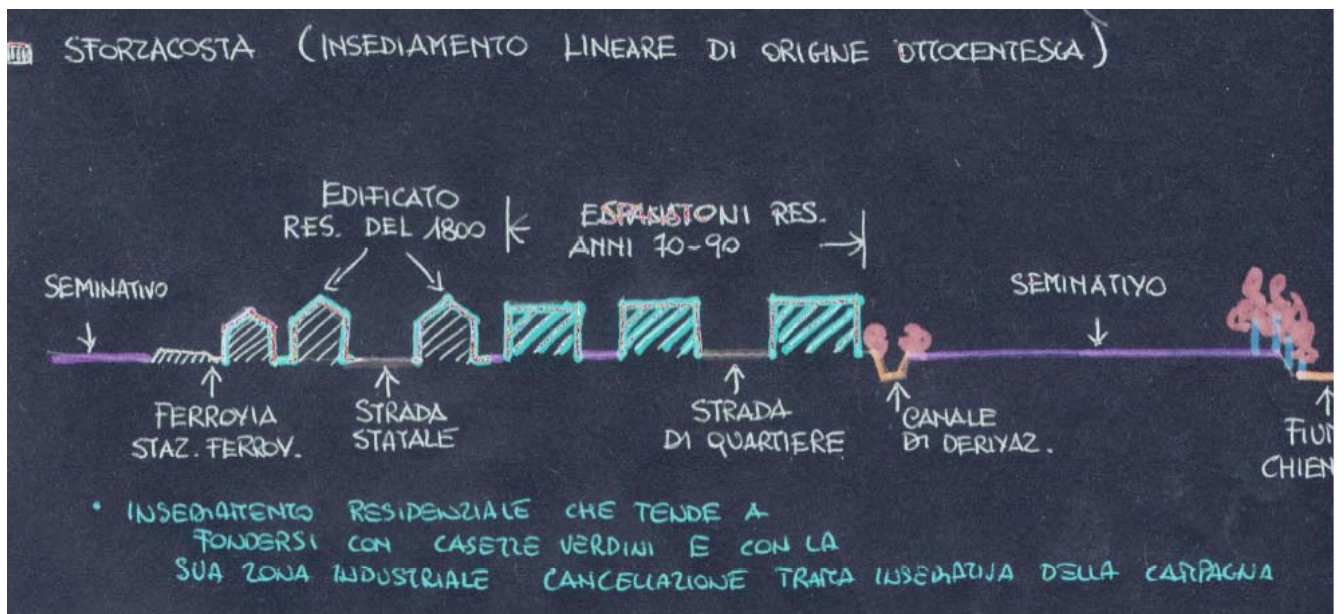 SFORZACOSTA (INSEDIAMENTO LINEARE DI ORIGINE OTTOCENTESCA)
EDIFICATO
RES. DEL 1800
RES.
ANNI 70-90
SEMINATIVO
SEMINATIVO
FERROVIA
STAZ. FERROV.
STRADA
STATALE
STRADA
DI QUARTIERE
CANALE
DI DERIVAZ.
FIUM
CHIEN
• INSEDIAMENTO RESIDENZIALE CHE TENDE A
FONDERSI CON CASETTE VERDINI E CON LA
SUA ZONA INDUSTRIALE CANCELLAZIONE TRAMA INSEDIATIVA DELLA CAMPAGNA